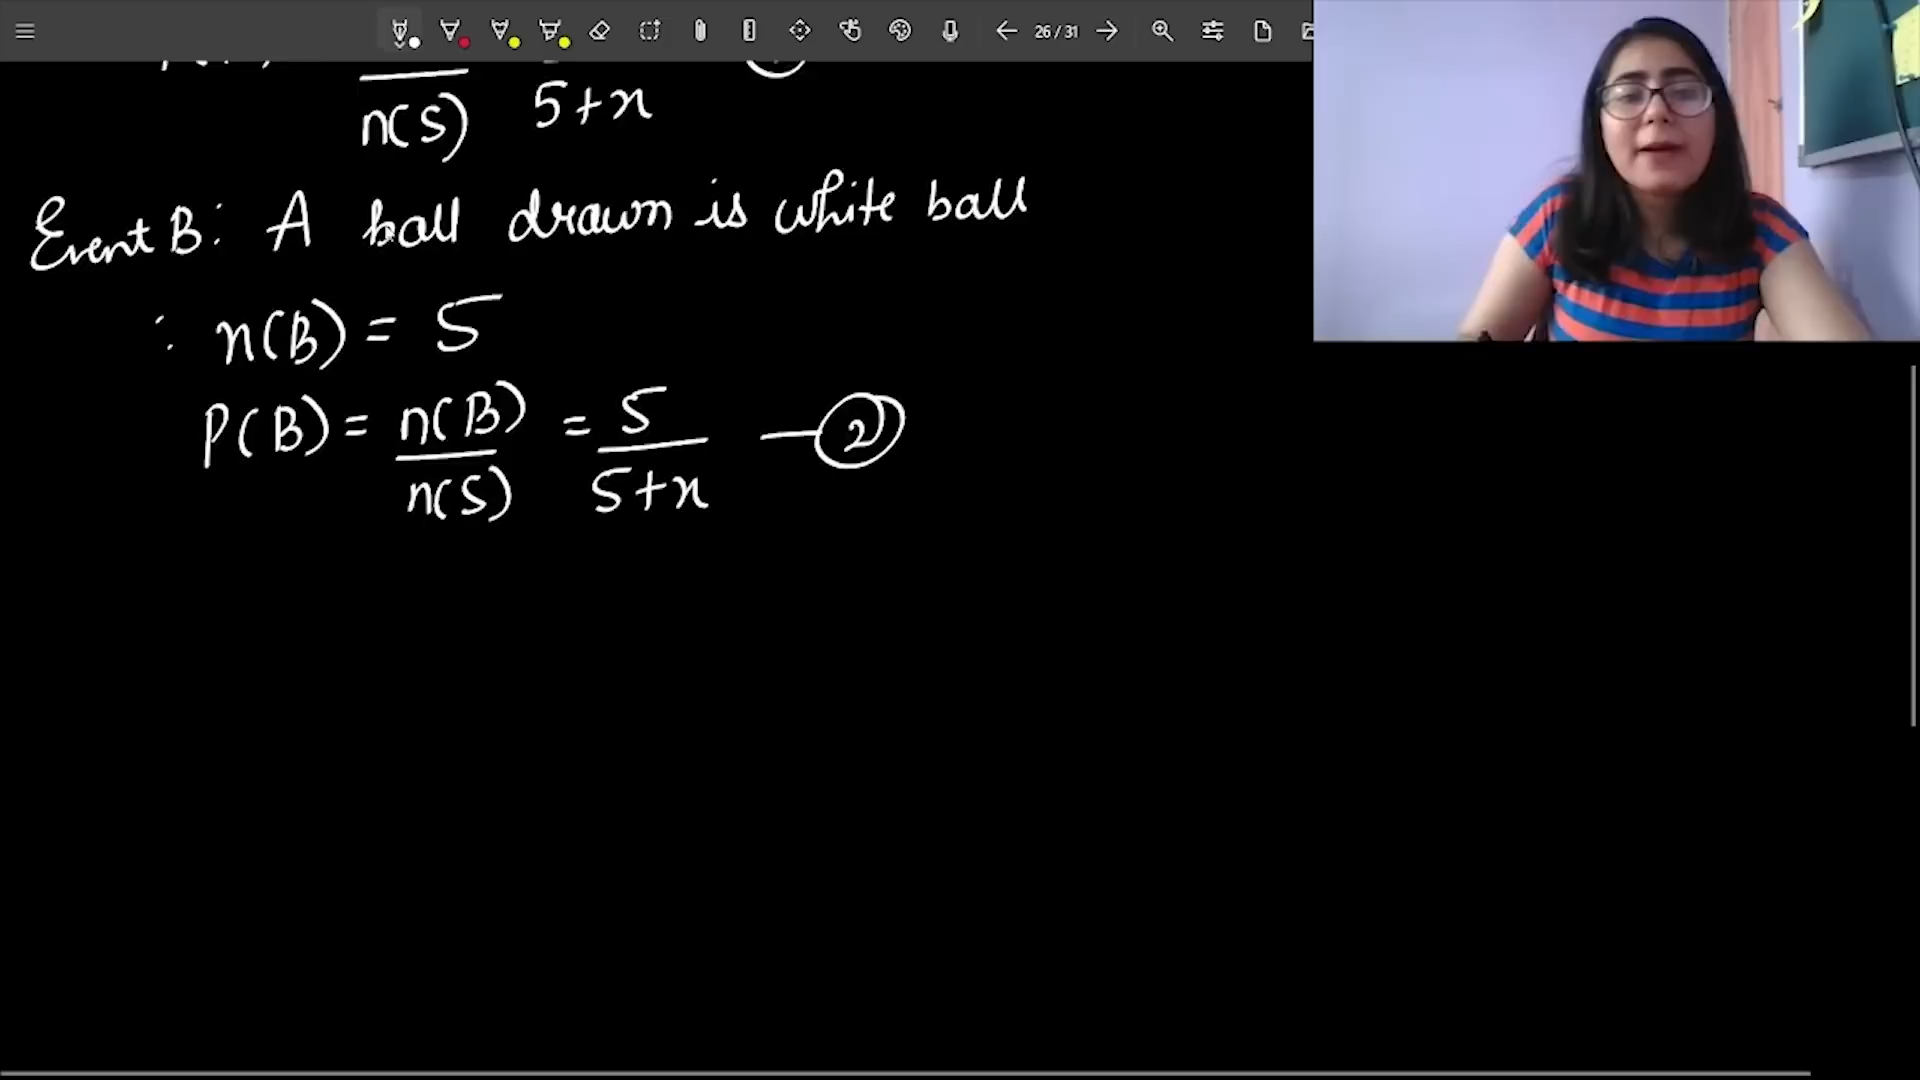 26 / 31
n(S) 5+x
Event B: A ball drawn is white ball
∴ n(B) = 5
P(B) = n(B) = 5 — 2
n(S) 5+x